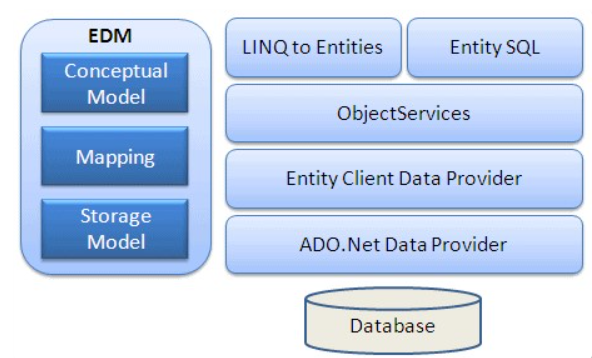 EDM
Conceptual
Model
Mapping
Storage
Model
LINQ to Entities
Entity SQL
ObjectServices
Entity Client Data Provider
ADO.Net Data Provider
Database